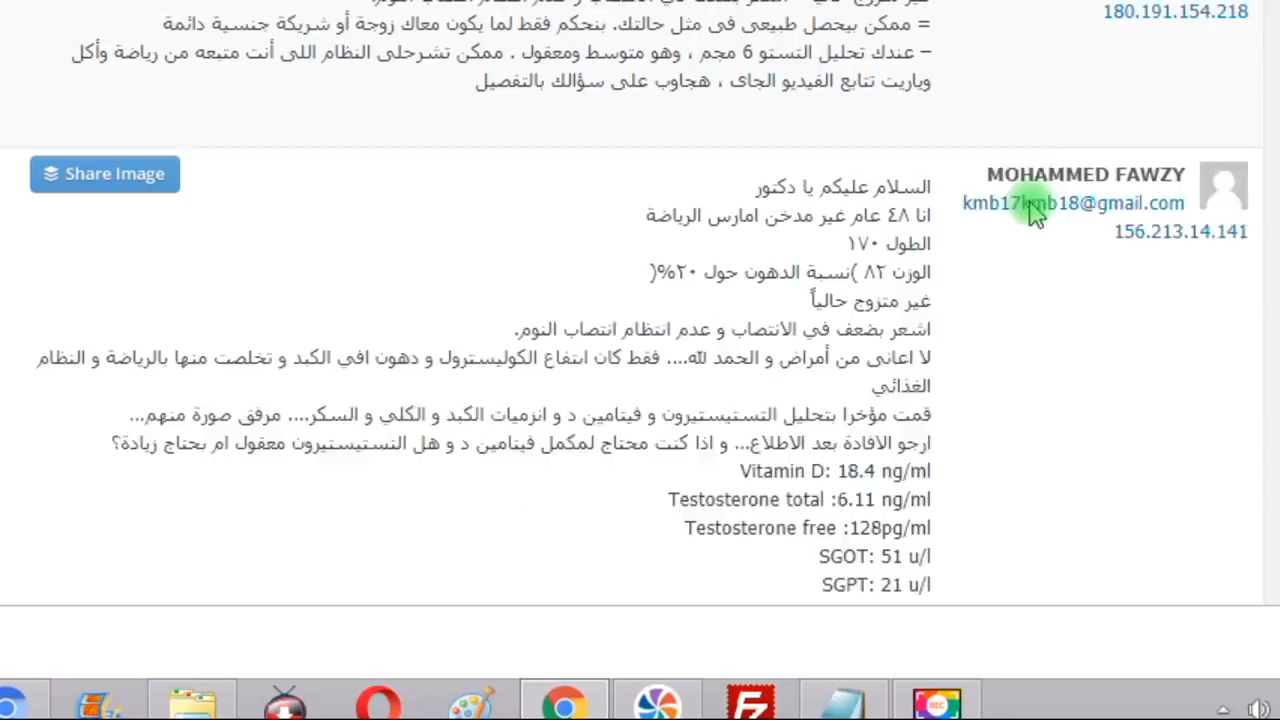 = ممكن بيحصل طبيعى فى مثل حالتك. بنحكم فقط لما يكون معاك زوجة أو شريكة جنسية دائمة
– عندك تحليل التستو 6 مجم ، وهو متوسط ومعقول . ممكن تشرحلى النظام اللى أنت متبعه من رياضة وأكل
وياريت تتابع الفيديو الجاى ، هجاوب على سؤالك بالتفصيل
180.191.154.218
MOHAMMED FAWZY
kmb17kmb18@gmail.com
156.213.14.141
Share Image
السلام عليكم يا دكتور
انا ٤٨ عام غير مدخن امارس الرياضة
الطول ١٧٠
الوزن ٨٢ )نسبة الدهون حول ٢٠%(
غير متزوج حالياً
اشعر بضعف في الانتصاب و عدم انتظام انتصاب النوم.
لا اعانى من أمراض و الحمد لله.... فقط كان انتفاع الكوليسترول و دهون افي الكبد و تخلصت منها بالرياضة و النظام
الغذائي
قمت مؤخرا بتحليل التستيستيرون و فيتامين د و انزميات الكبد و الكلي و السكر.... مرفق صورة منهم...
ارجو الافادة بعد الاطلاع... و اذا كنت محتاج لمكمل فيتامين د و هل التستيستيرون معقول ام بحتاج زيادة؟
Vitamin D: 18.4 ng/ml
Testosterone total :6.11 ng/ml
Testosterone free :128pg/ml
SGOT: 51 u/l
SGPT: 21 u/l
REC